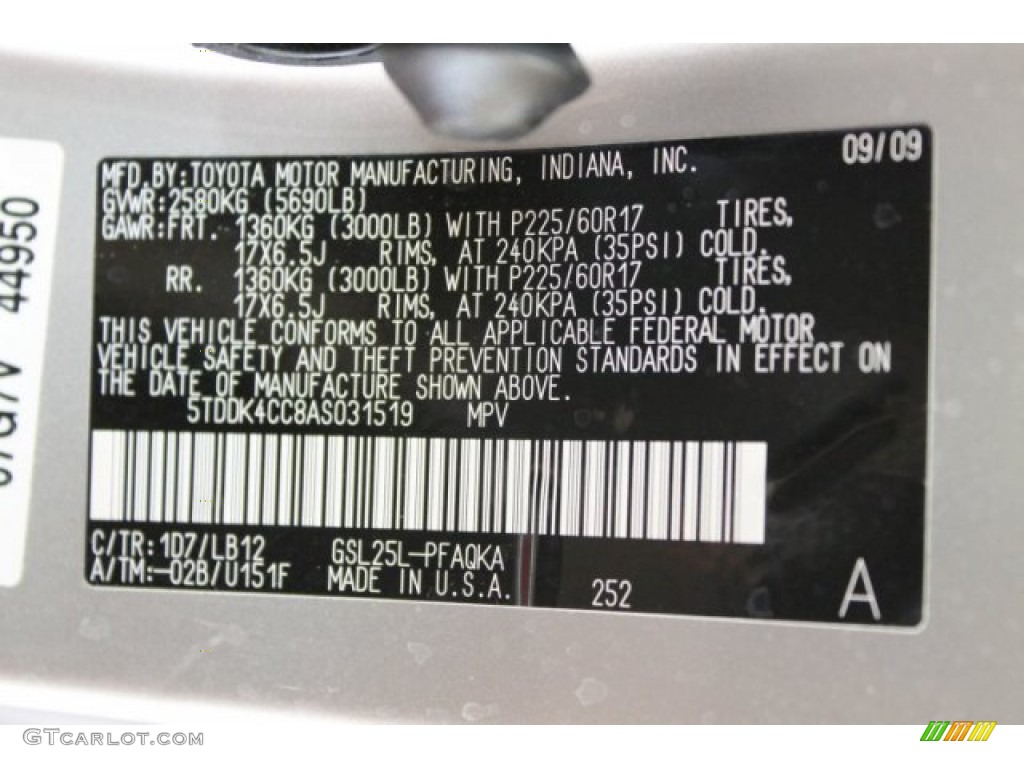 09/09
MFD.BY:TOYOTA MOTOR MANUFACTURING, INDIANA, INC.
GVWR:2580KG (5690LB)
GAWR:FRT. 1360KG (3000LB) WITH P225/60R17 TIRES,
17X6.5J RIMS, AT 240KPA (35PSI) COLD.
RR. 1360KG (3000LB) WITH P225/60R17 TIRES,
17X6.5J RIMS, AT 240KPA (35PSI) COLD.
THIS VEHICLE CONFORMS TO ALL APPLICABLE FEDERAL MOTOR
VEHICLE SAFETY AND THEFT PREVENTION STANDARDS IN EFFECT ON
THE DATE OF MANUFACTURE SHOWN ABOVE.
5TDDK4CC8AS031519 MPV
C/TR:1D7/LB12 GSL25L-PFAQKA
A/TM:-02B/U151F MADE IN U.S.A. 252 A
44950
GTCarLot.com